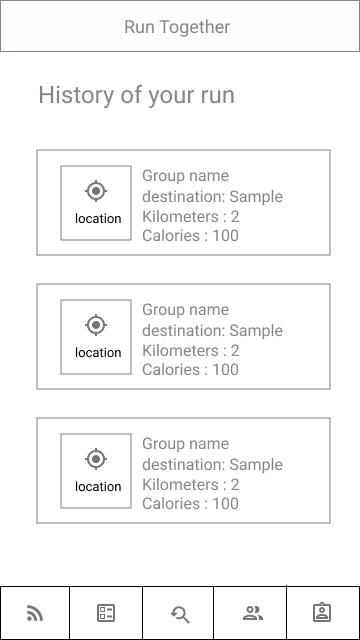 Run Together
History of your run
Group name
destination: Sample
Kilometers : 2
Calories : 100
location
Group name
destination: Sample
Kilometers : 2
Calories : 100
location
Group name
destination: Sample
Kilometers : 2
Calories : 100
location